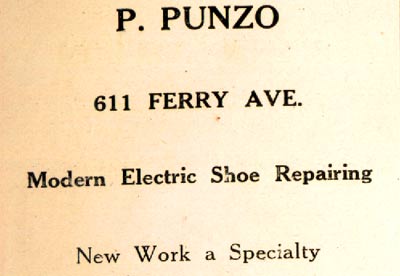 P. PUNZO
611 FERRY AVE.
Modern Electric Shoe Repairing
New Work a Specialty